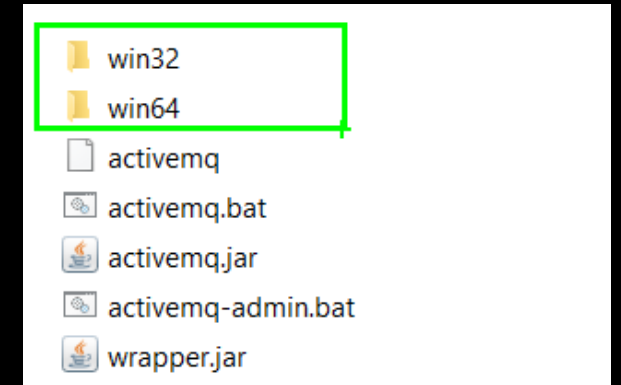 win32
win64
activemq
activemq.bat
activemq.jar
activemq-admin.bat
wrapper.jar